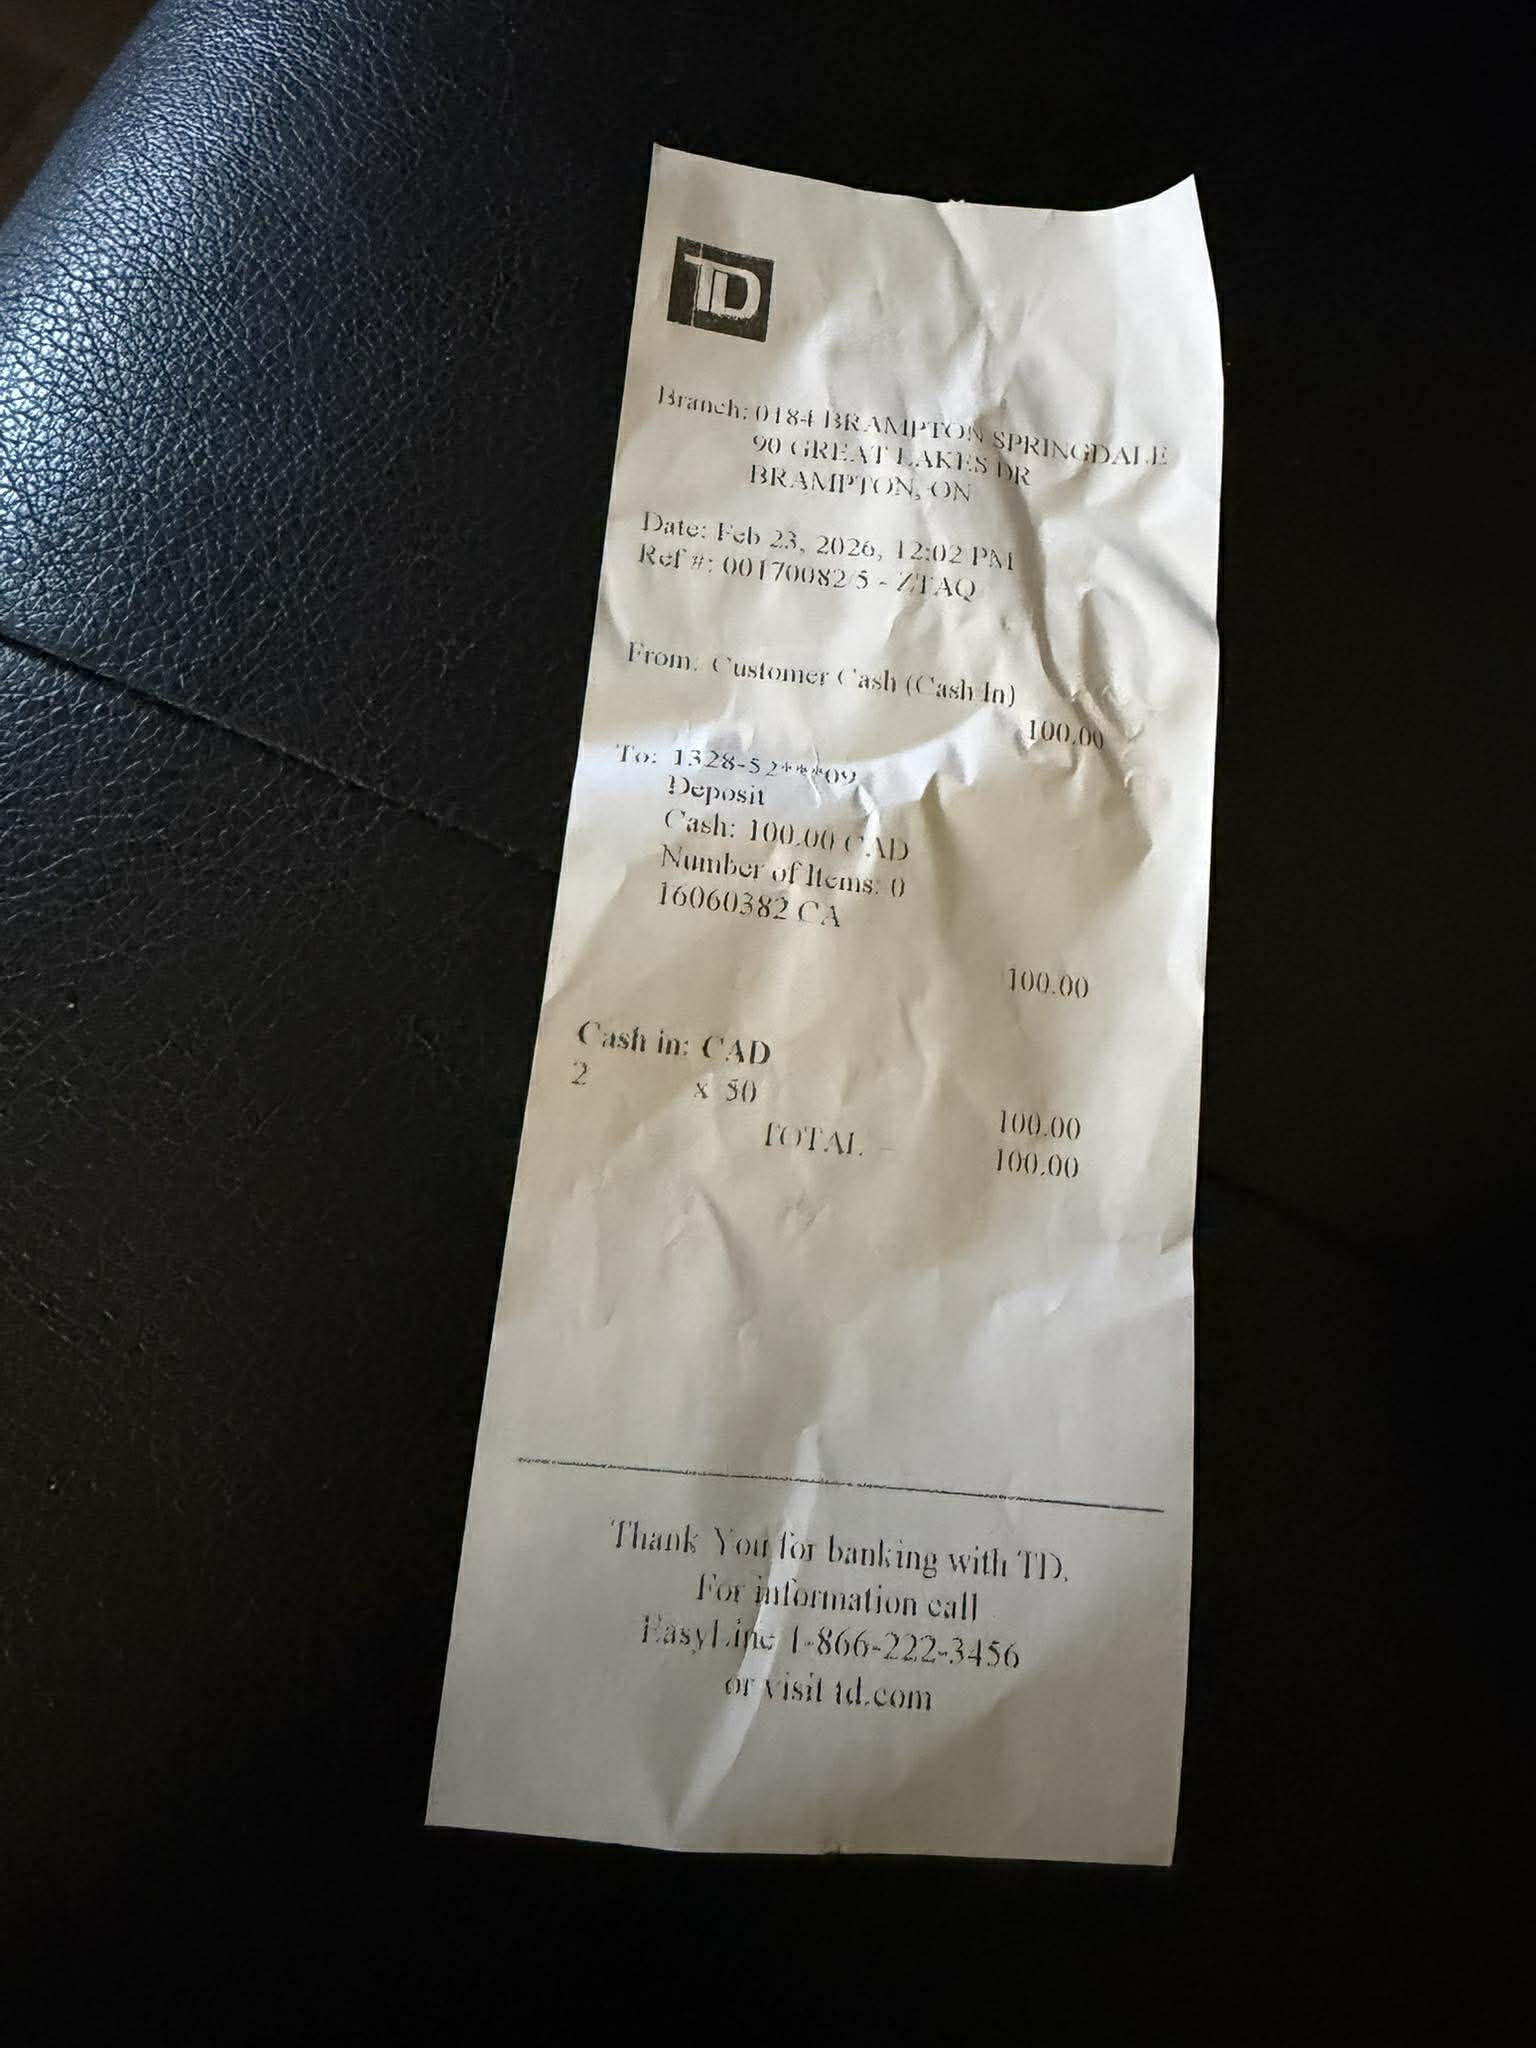 TD
Branch: 0184 BRAMPTON SPRINGDALE
90 GREAT LAKES DR
BRAMPTON, ON
Date: Feb 23, 2026, 12:02 PM
Ref #: 00170082/5 - ZTAQ
From: Customer Cash (Cash In)
100.00
To: 1328-52***09
Deposit
Cash: 100.00 CAD
Number of Items: 0
16060382 CA
100.00
Cash in: CAD
2 x 50
100.00
TOTAL -
100.00
Thank You for banking with TD.
For information call
EasyLine 1-866-222-3456
or visit td.com